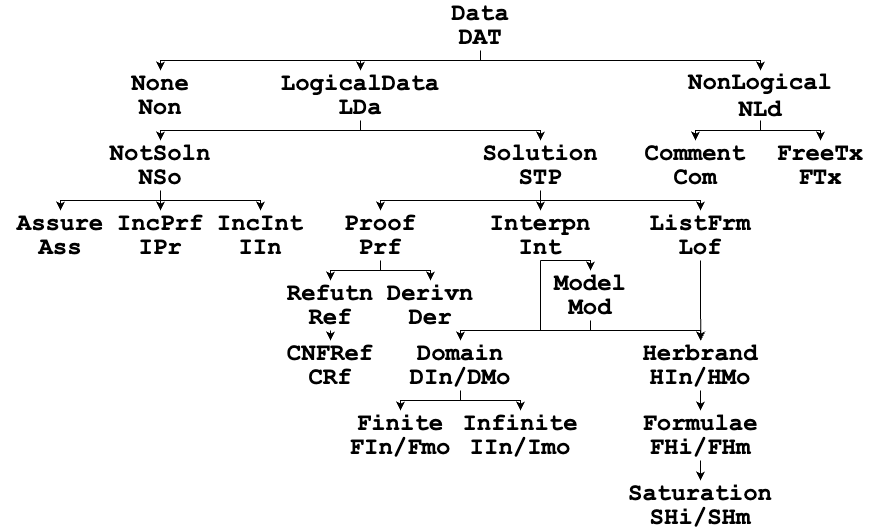 Data
DAT
None LogicalData NonLogical
Non LDa NLd
NotSoln Solution Comment FreeTx
NSo STP Com FTx
Assure IncPrf IncInt Proof Interpn ListFrm
Ass IPr IIn Prf Int Lof
Model
Refutn Derivn Mod
Ref Der
CNFRef Domain Herbrand
CRf DIn/DMo HIn/HMo
Finite Infinite Formulae
FIn/Fmo IIn/Imo FHi/FHm
Saturation
SHi/SHm